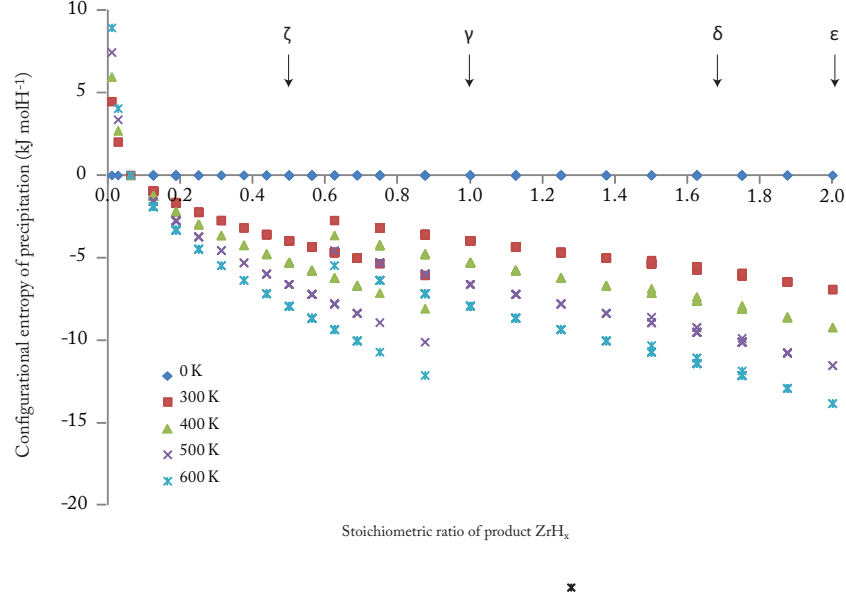 10
ζ
γ
δ
ε
5
0
0.0
0.2
0.4
0.6
0.8
1.0
1.2
1.4
1.6
1.8
2.0
-5
-10
-15
-20
Configurational entropy of precipitation (kJ molH⁻¹)
0 K
300 K
400 K
500 K
600 K
Stoichiometric ratio of product ZrHₓ